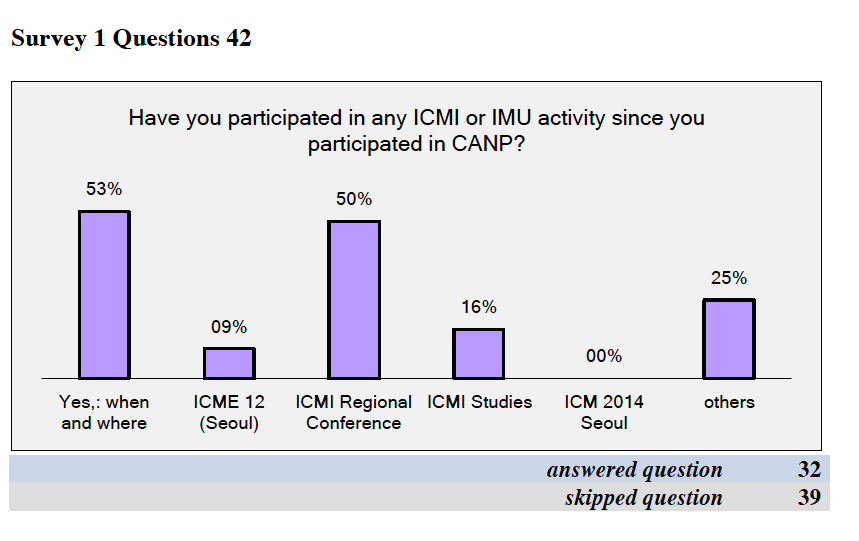 Survey 1 Questions 42
Have you participated in any ICMI or IMU activity since you
participated in CANP?
53%
09%
50%
16%
00%
25%
Yes,: when
and where
ICME 12
(Seoul)
ICMI Regional
Conference
ICMI Studies
ICM 2014
Seoul
others
answered question 32
skipped question 39